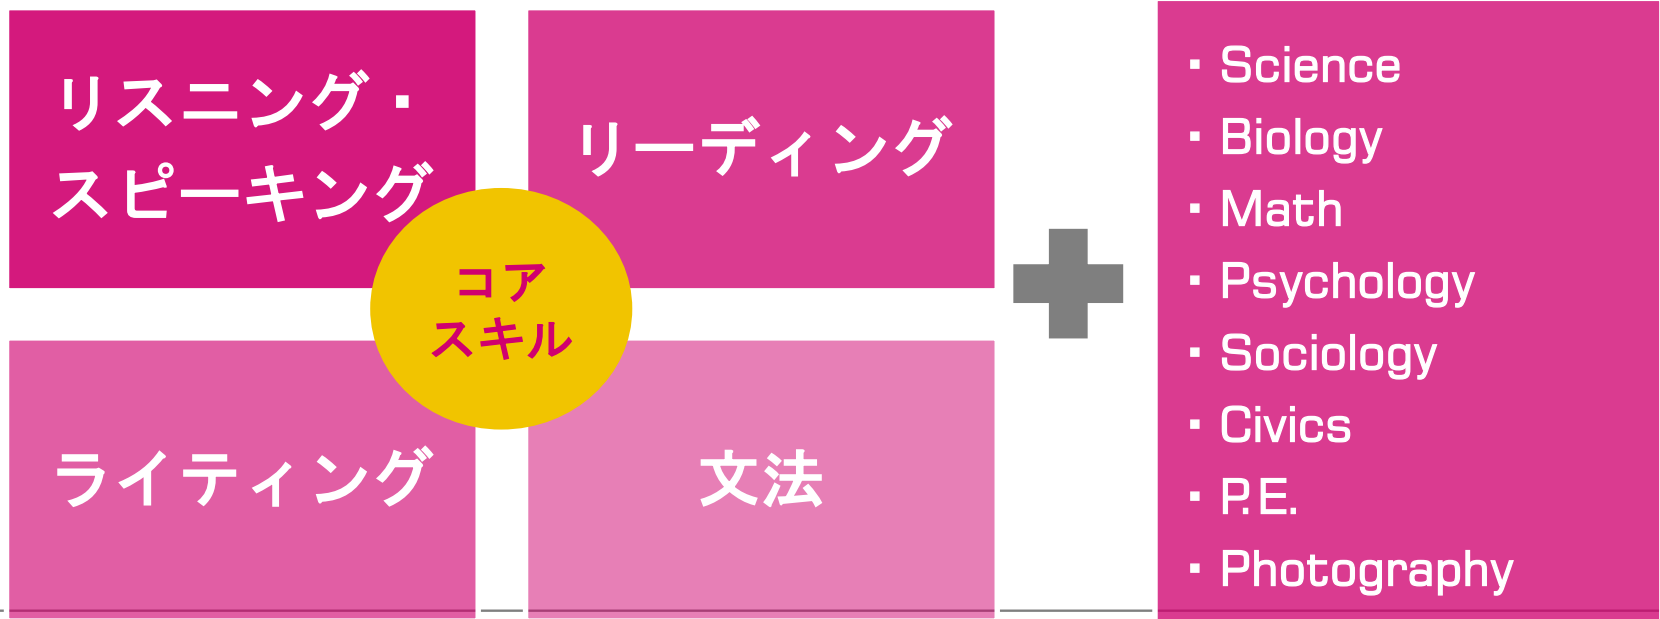 リスニング・
スピーキング
リーディング
コア
スキル
ライティング
文法
・Science
・Biology
・Math
・Psychology
・Sociology
・Civics
・P.E.
・Photography